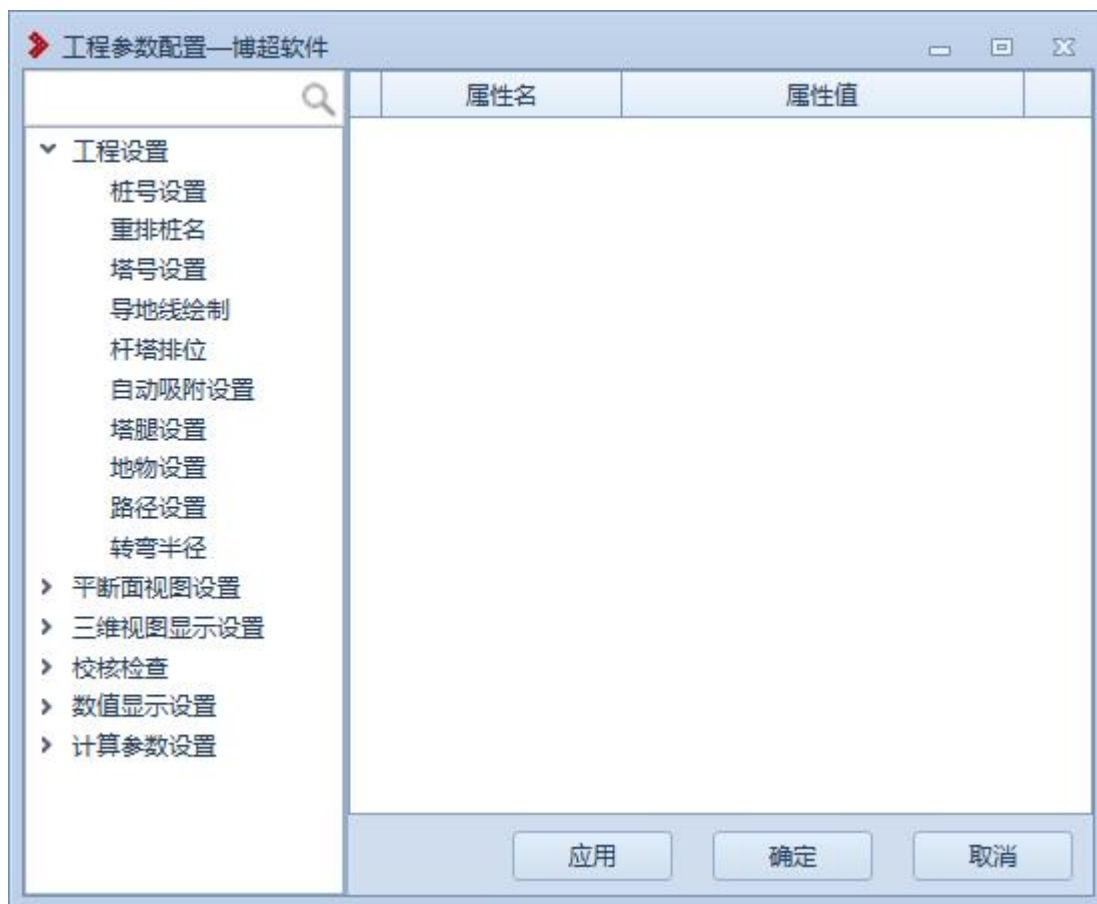 工程参数配置—博超软件
属性名 属性值
工程设置
桩号设置
重排桩名
塔号设置
导地线绘制
杆塔排位
自动吸附设置
塔腿设置
地物设置
路径设置
转弯半径
平断面视图设置
三维视图显示设置
校核检查
数值显示设置
计算参数设置
应用 确定 取消